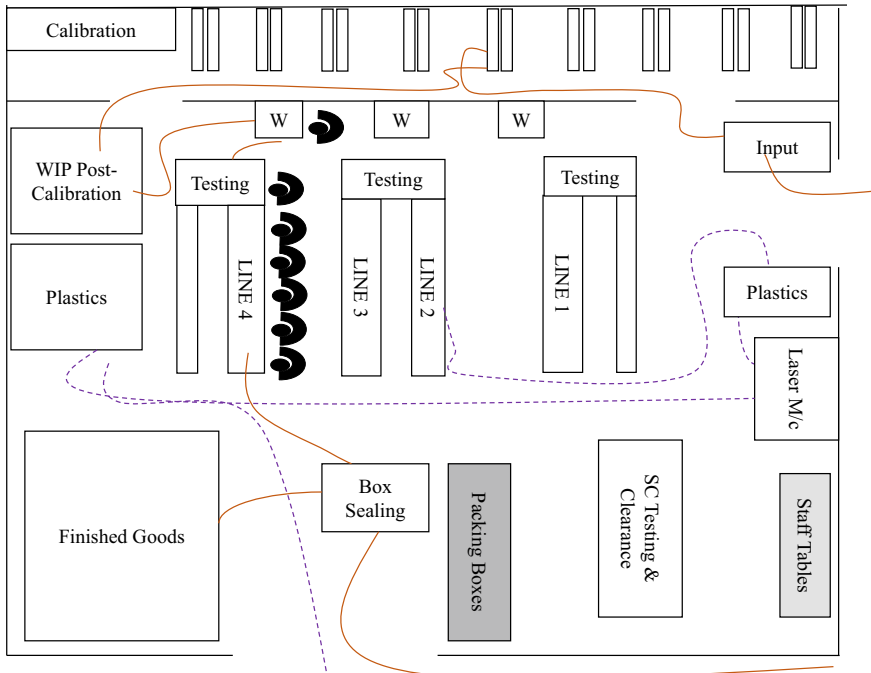 Calibration
W
W
W
Input
WIP Post-
Calibration
Testing
Testing
Testing
Plastics
LINE 4
LINE 3
LINE 2
LINE 1
Plastics
Laser M/c
Finished Goods
Box
Sealing
Packing Boxes
SC Testing &
Clearance
Staff Tables